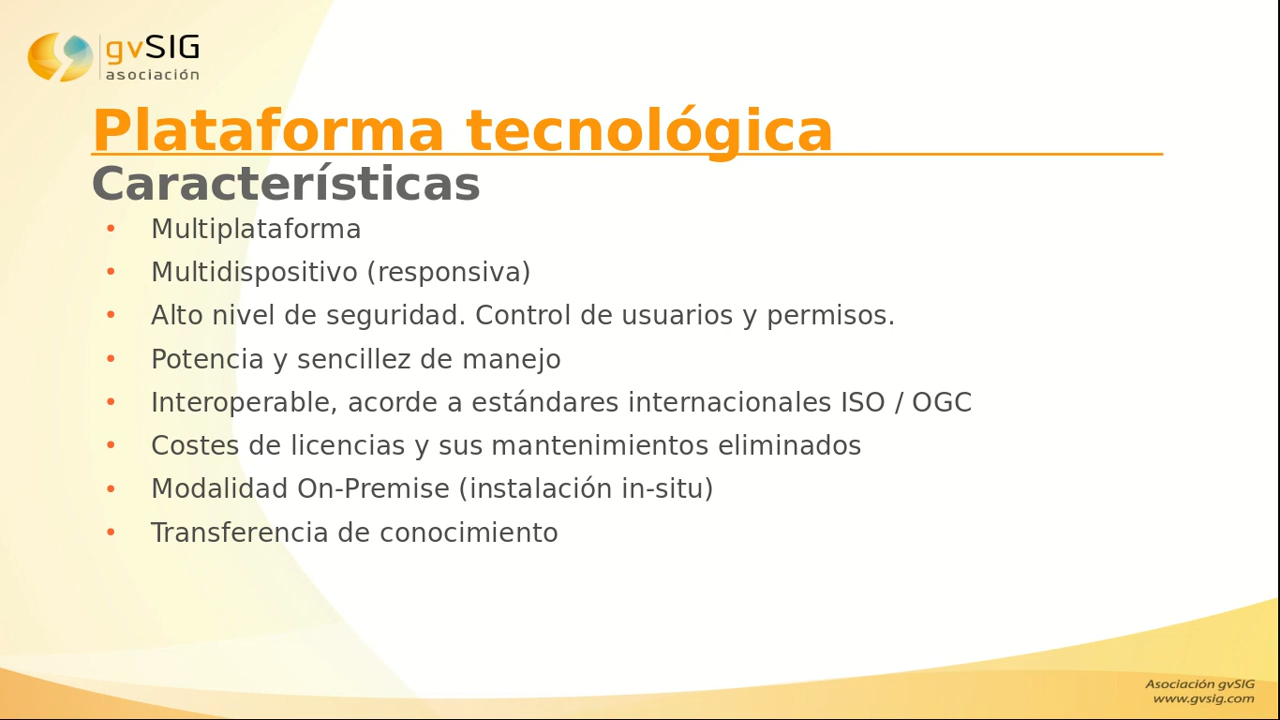 gvSIG
asociación
Plataforma tecnológica
Características
• Multiplataforma
• Multidispositivo (responsiva)
• Alto nivel de seguridad. Control de usuarios y permisos.
• Potencia y sencillez de manejo
• Interoperable, acorde a estándares internacionales ISO / OGC
• Costes de licencias y sus mantenimientos eliminados
• Modalidad On-Premise (instalación in-situ)
• Transferencia de conocimiento
Asociación gvSIG
www.gvsig.com